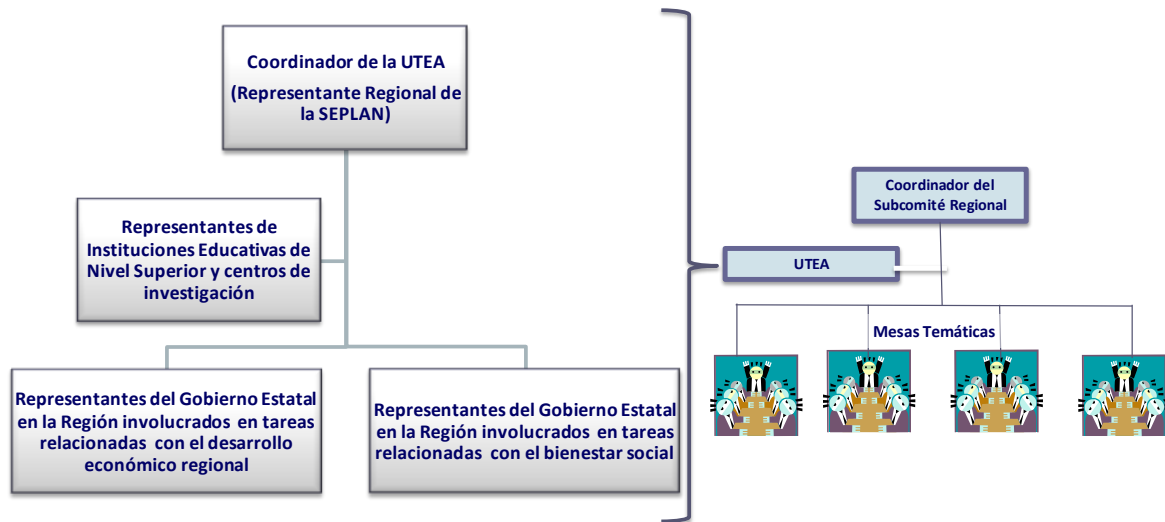 Coordinador de la UTEA
(Representante Regional de
la SEPLAN)
Representantes de
Instituciones Educativas de
Nivel Superior y centros de
investigación
Representantes del Gobierno Estatal
en la Región involucrados en tareas
relacionadas con el desarrollo
económico regional
Representantes del Gobierno Estatal
en la Región involucrados en tareas
relacionadas con el bienestar social
Coordinador del
Subcomité Regional
UTEA
Mesas Temáticas